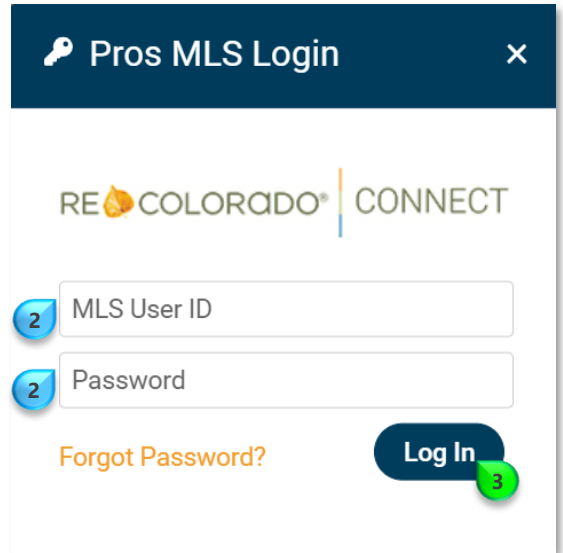 Pros MLS Login ×
RE COLORADO® CONNECT
2 MLS User ID
2 Password
Forgot Password? Log In
3